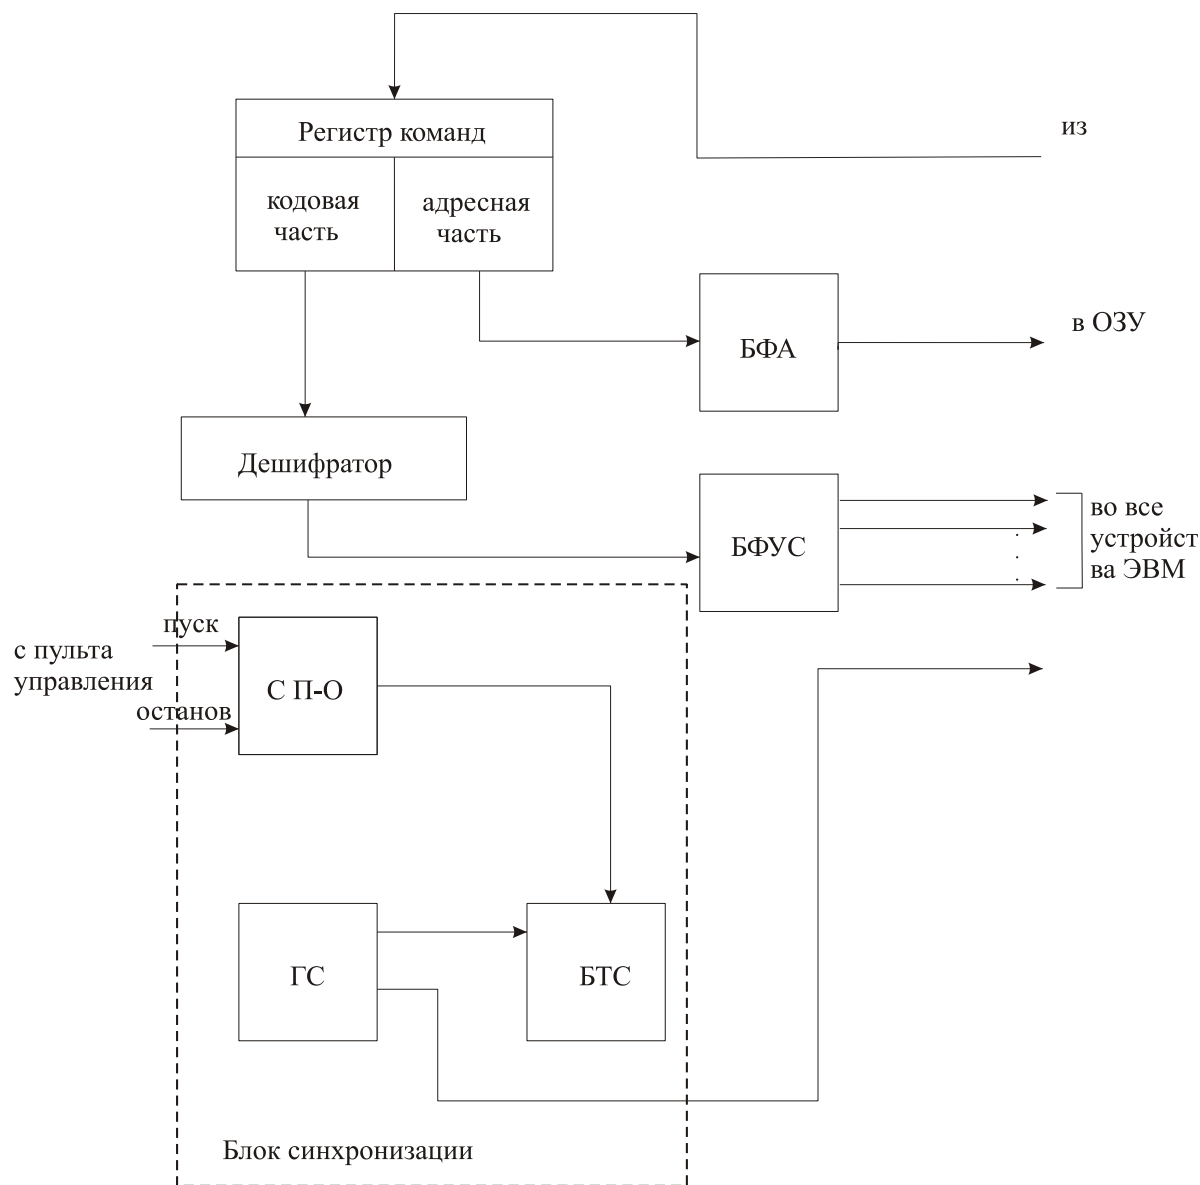 из
Регистр команд
кодовая
часть
адресная
часть
БФА
в ОЗУ
Дешифратор
БФУС
во все
устройст
ва ЭВМ
пуск
с пульта
управления
останов
С П-О
ГС
БТС
Блок синхронизации